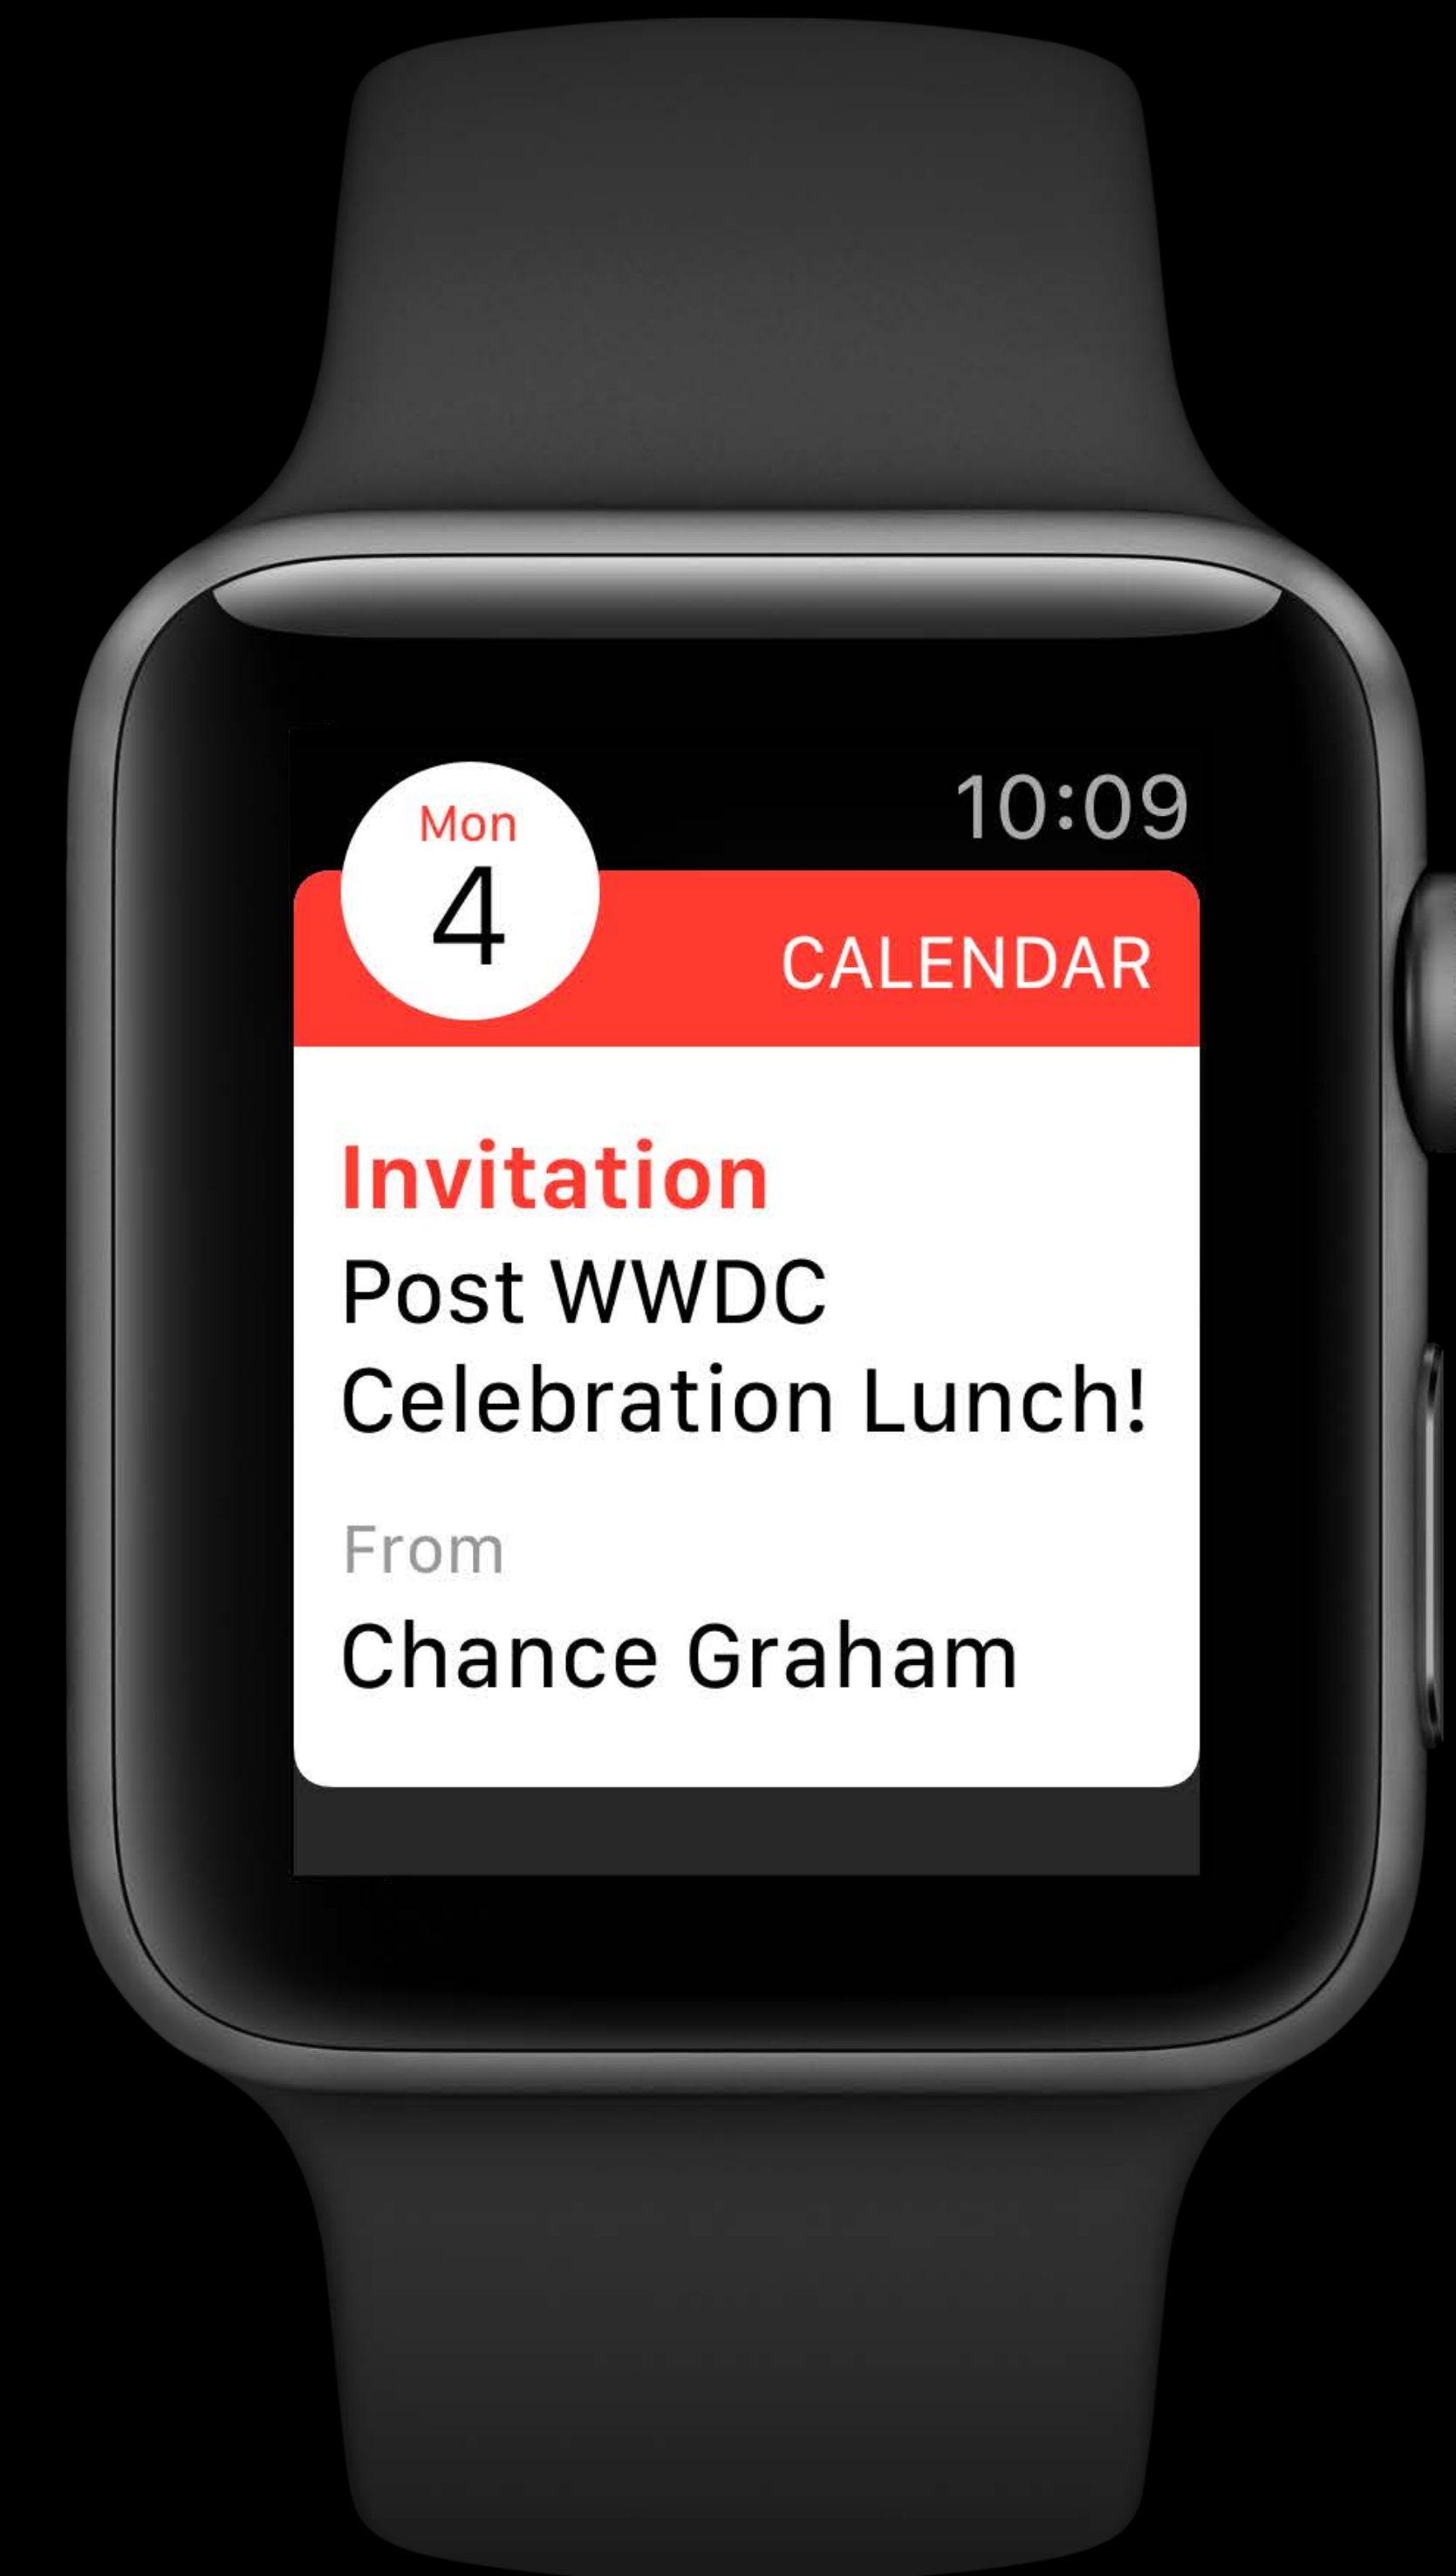 10:09
Mon
4
CALENDAR
Invitation
Post WWDC
Celebration Lunch!
From
Chance Graham